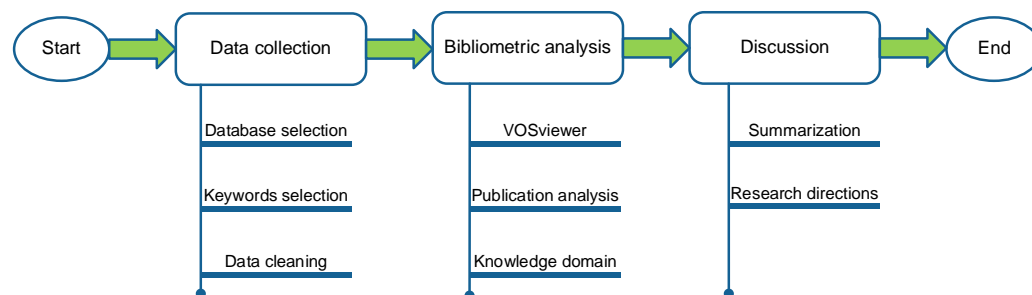 Start
Data collection
Bibliometric analysis
Discussion
End
Database selection
Keywords selection
Data cleaning
VOSviewer
Publication analysis
Knowledge domain
Summarization
Research directions